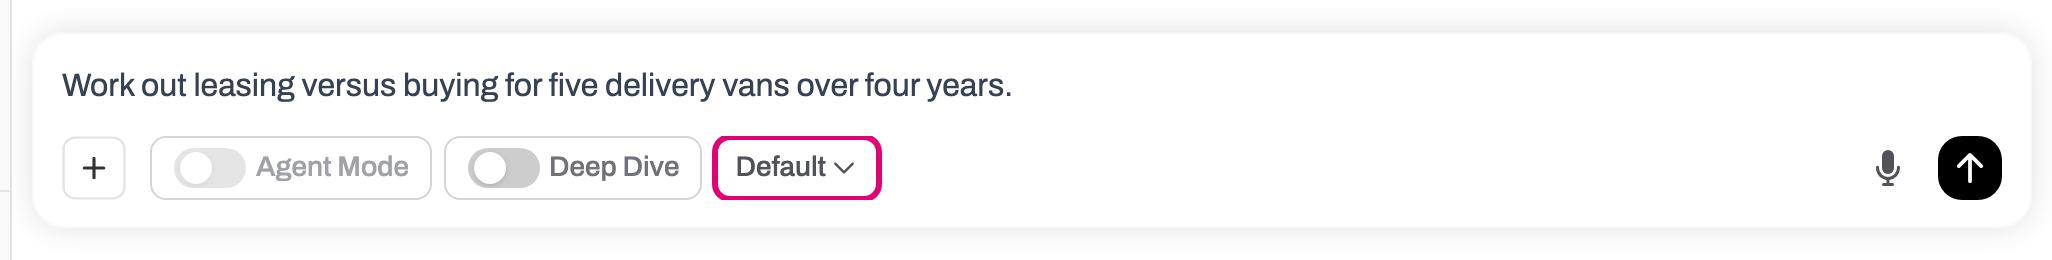 Work out leasing versus buying for five delivery vans over four years.
Agent Mode Deep Dive Default